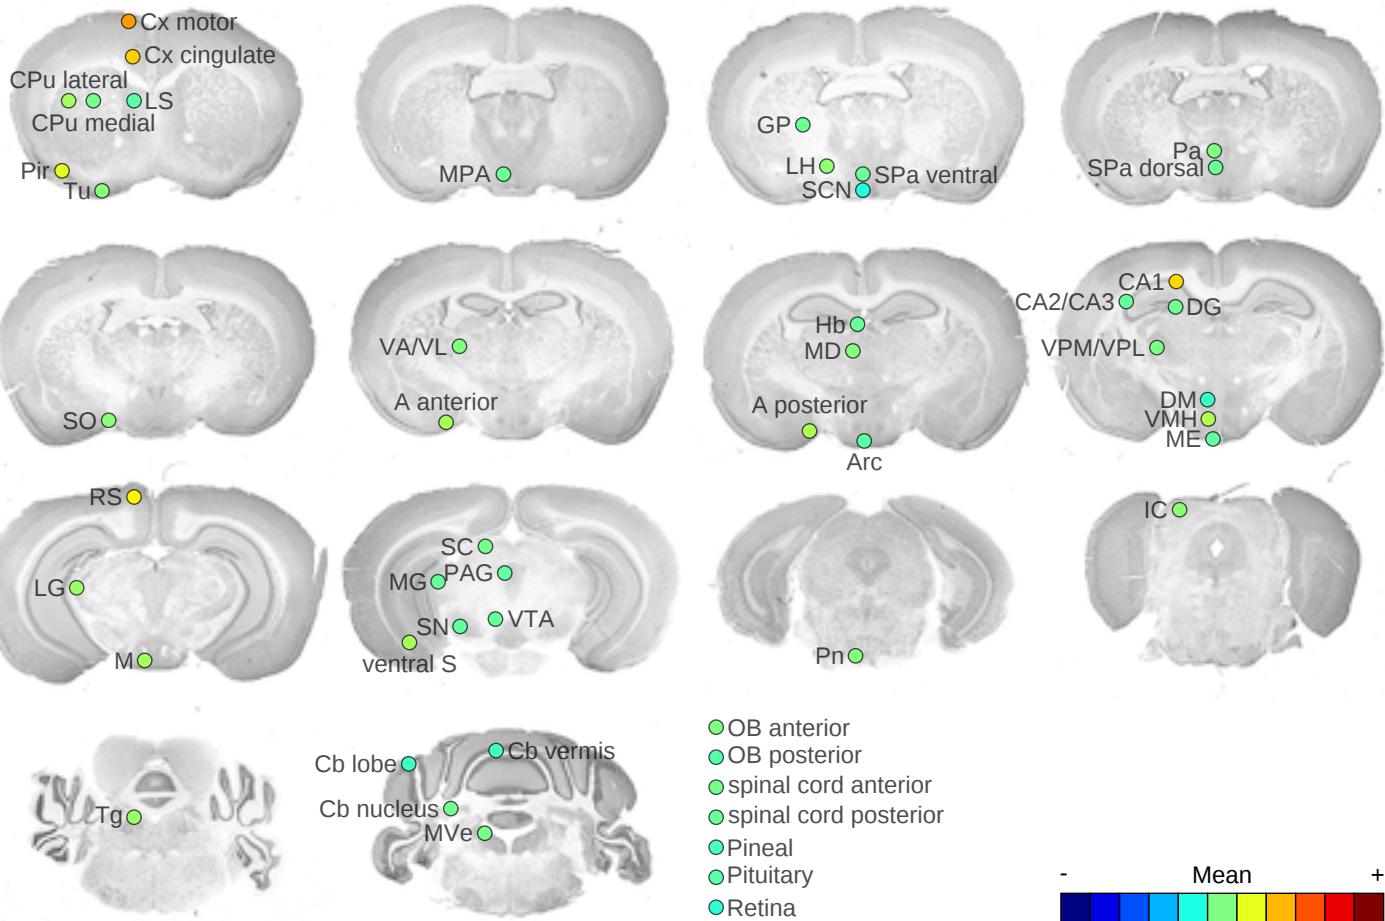 Cx motor
Cx cingulate
CPu lateral
LS
CPu medial
Pir
Tu
MPA
GP
LH
SPa ventral
SCN
Pa
SPa dorsal
SO
VA/VL
A anterior
Hb
MD
A posterior
Arc
CA1
CA2/CA3
DG
VPM/VPL
DM
VMH
ME
RS
LG
M
SC
MG
PAG
SN
VTA
ventral S
Pn
IC
Tg
Cb lobe
Cb vermis
Cb nucleus
MVe
OB anterior
OB posterior
spinal cord anterior
spinal cord posterior
Pineal
Pituitary
Retina
- Mean +